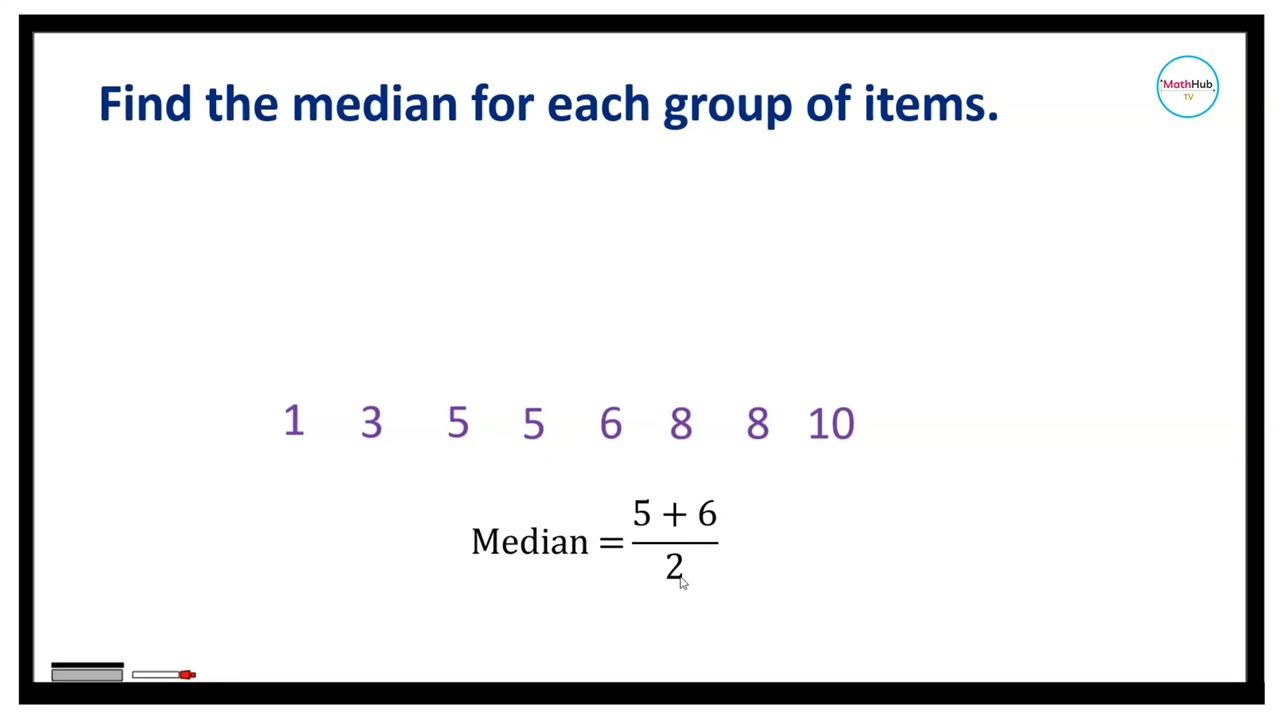 Find the median for each group of items.
MathHub
TV
1 3 5 5 6 8 8 10
Median = \frac{5 + 6}{2}